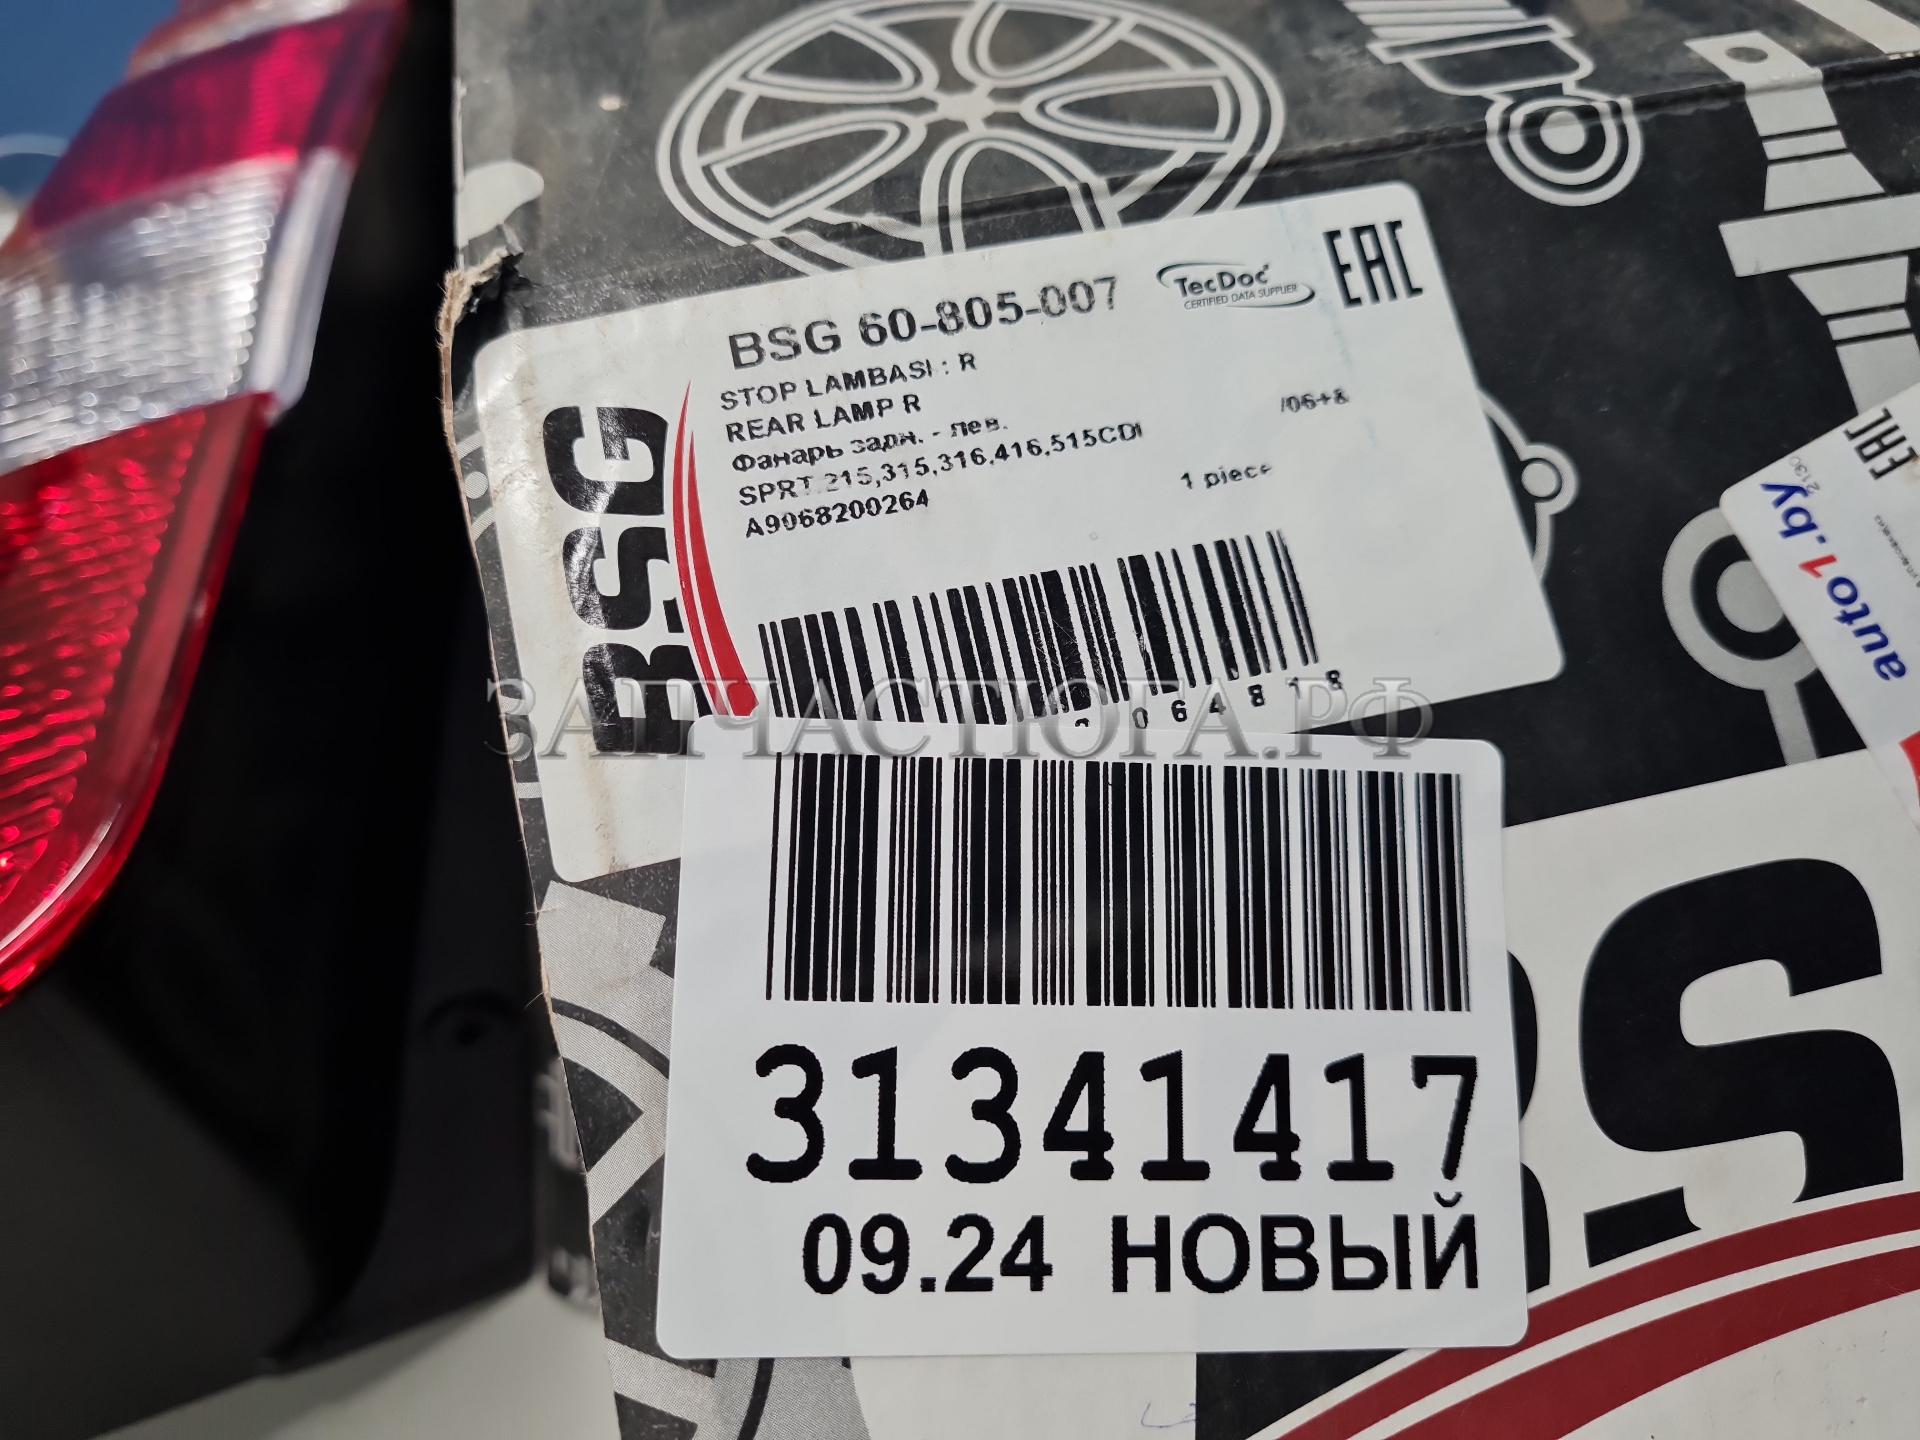 BSG 60-805-007
TecDoc
CERTIFIED DATA SUPPLIER
EAC
STOP LAMBASI : R
REAR LAMP R
Фанарь задн. - лев.
/06+&
SPRT.215,315,316,416,515CDI
1 piece
A9068200264
BSG
064818
ЗАПЧАСТЮГА.РФ
31341417
09.24 НОВЫЙ
EAC
auto1.by
S